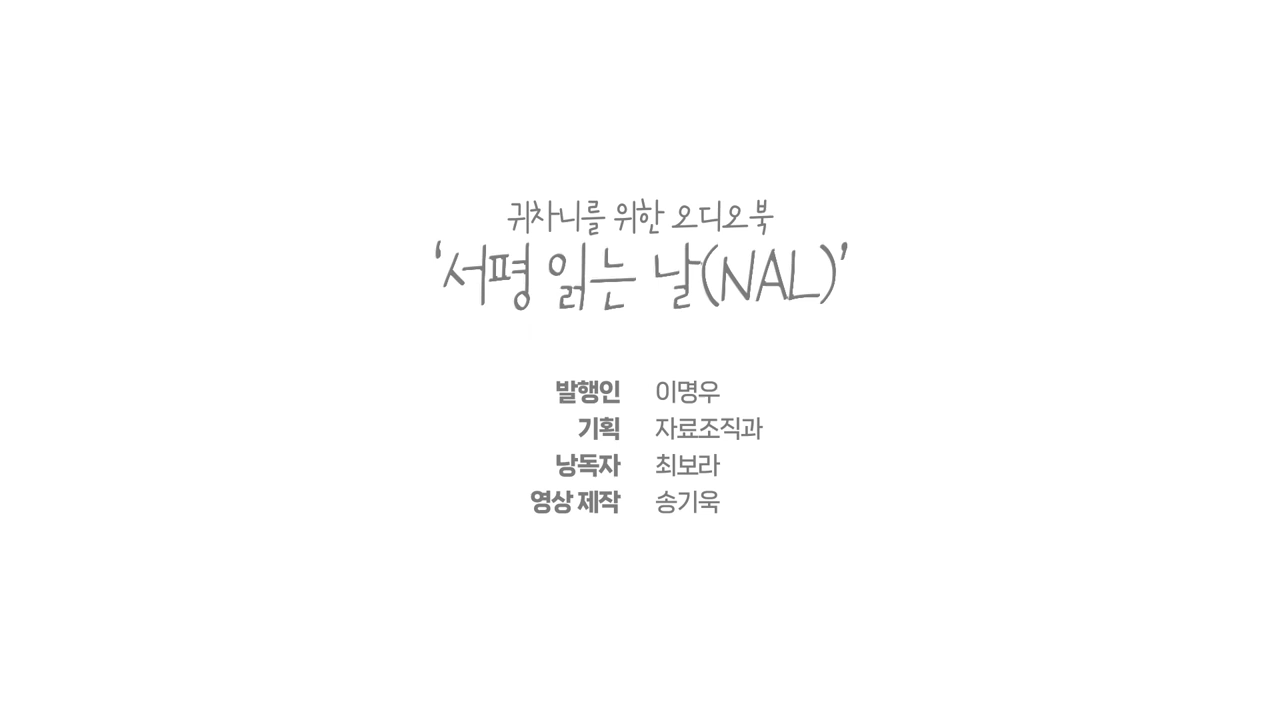 귀차니를 위한 오디오북
‘서평 읽는 날(NAL)’
발행인 이명우
기획 자료조직과
낭독자 최보라
영상 제작 송기욱